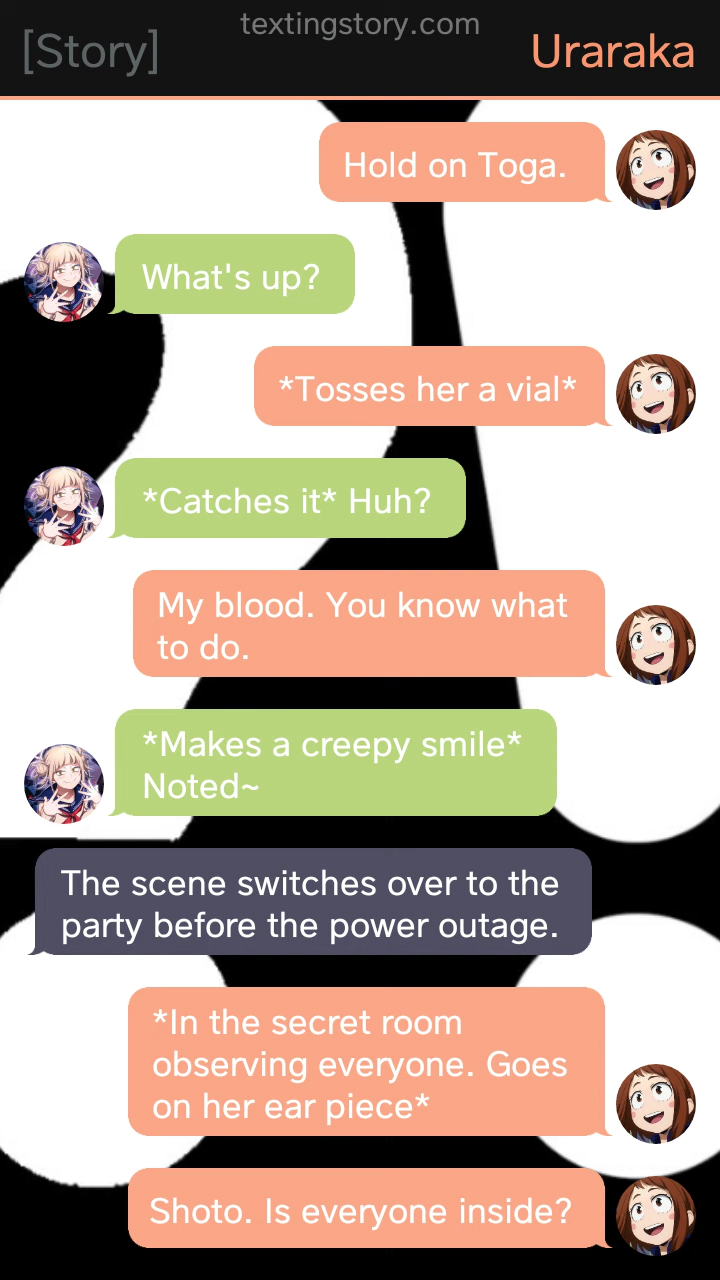 textingstory.com
[Story]
Uraraka
Hold on Toga.
What's up?
*Tosses her a vial*
*Catches it* Huh?
My blood. You know what
to do.
*Makes a creepy smile*
Noted~
The scene switches over to the
party before the power outage.
*In the secret room
observing everyone. Goes
on her ear piece*
Shoto. Is everyone inside?